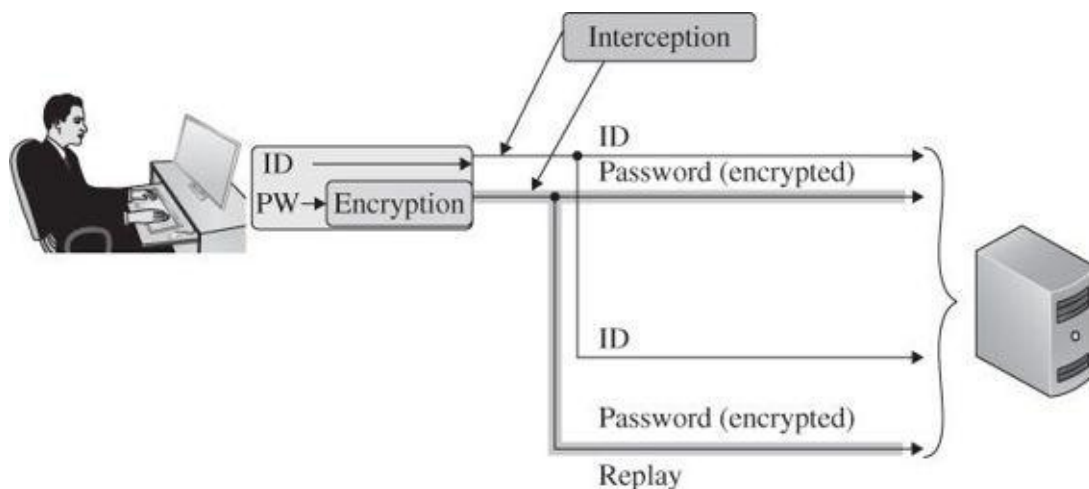 Interception
ID
Password (encrypted)
ID
PW
Encryption
ID
Password (encrypted)
Replay